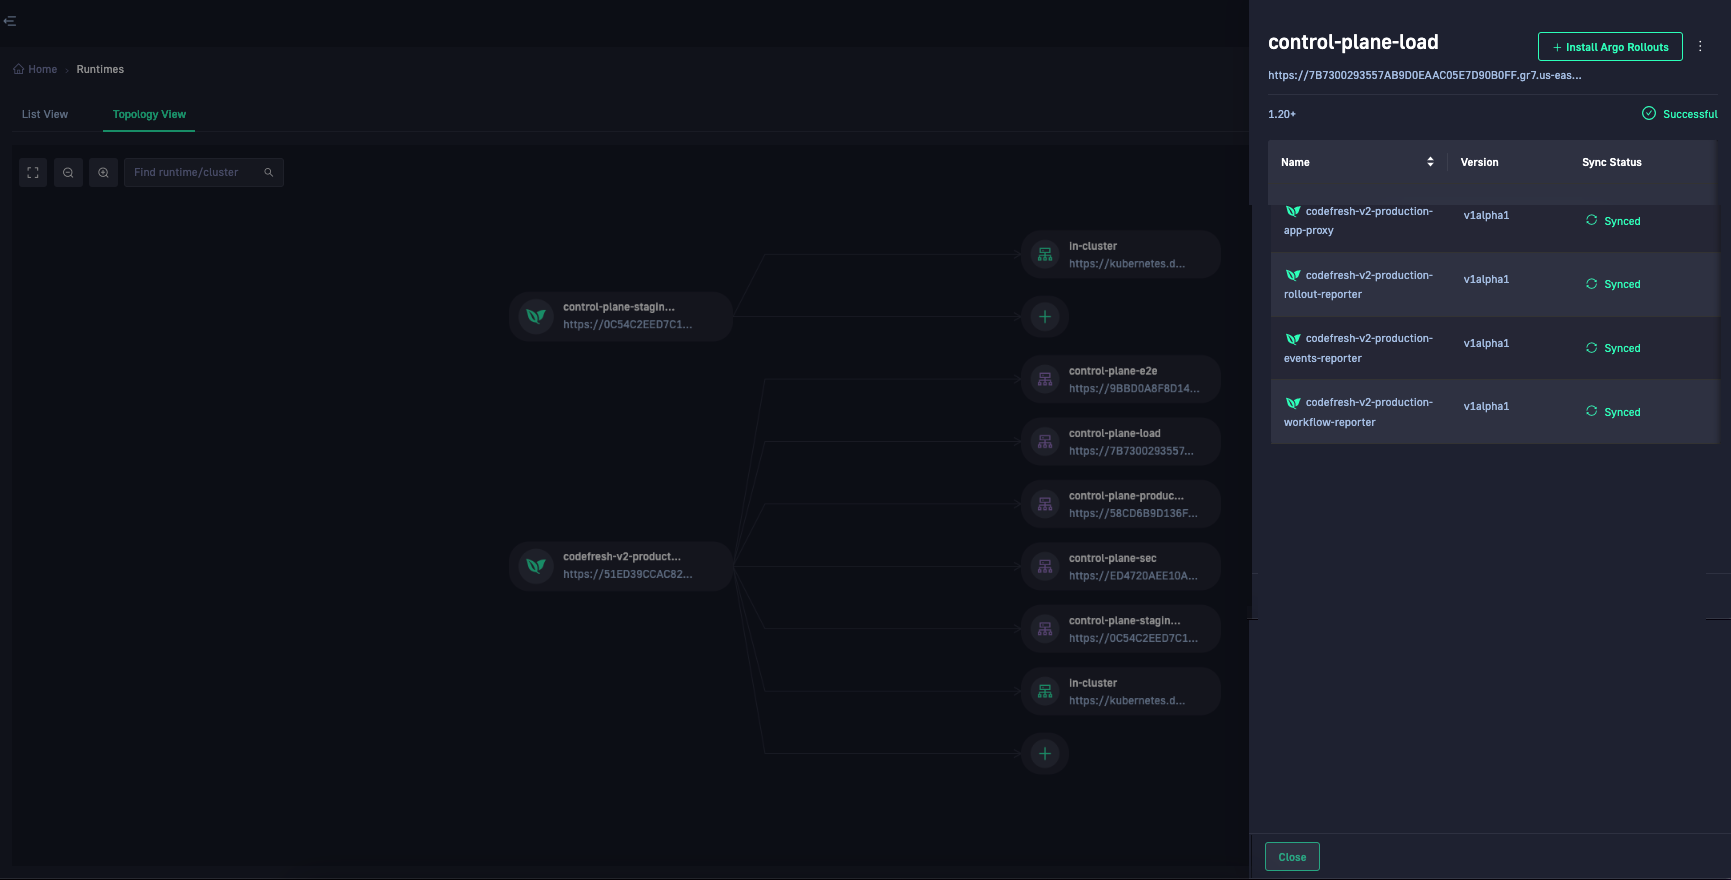 Home › Runtimes
List View
Topology View
Find runtime/cluster
control-plane-stagin...
https://0C54C2EED7C1...
in-cluster
https://kubernetes.d...
codefresh-v2-product...
https://51ED39CCAC82...
control-plane-e2e
https://9BBD0A8F8D14...
control-plane-load
https://7B7300293557...
control-plane-produc...
https://58CD6B9D136F...
control-plane-sec
https://ED4720AEE10A...
control-plane-stagin...
https://0C54C2EED7C1...
in-cluster
https://kubernetes.d...
control-plane-load
+ Install Argo Rollouts
https://7B7300293557AB9D0EAAC05E7D90B0FF.gr7.us-eas...
1.20+
Successful
Name Version Sync Status
codefresh-v2-production-
app-proxy
v1alpha1
Synced
codefresh-v2-production-
rollout-reporter
v1alpha1
Synced
codefresh-v2-production-
events-reporter
v1alpha1
Synced
codefresh-v2-production-
workflow-reporter
v1alpha1
Synced
Close